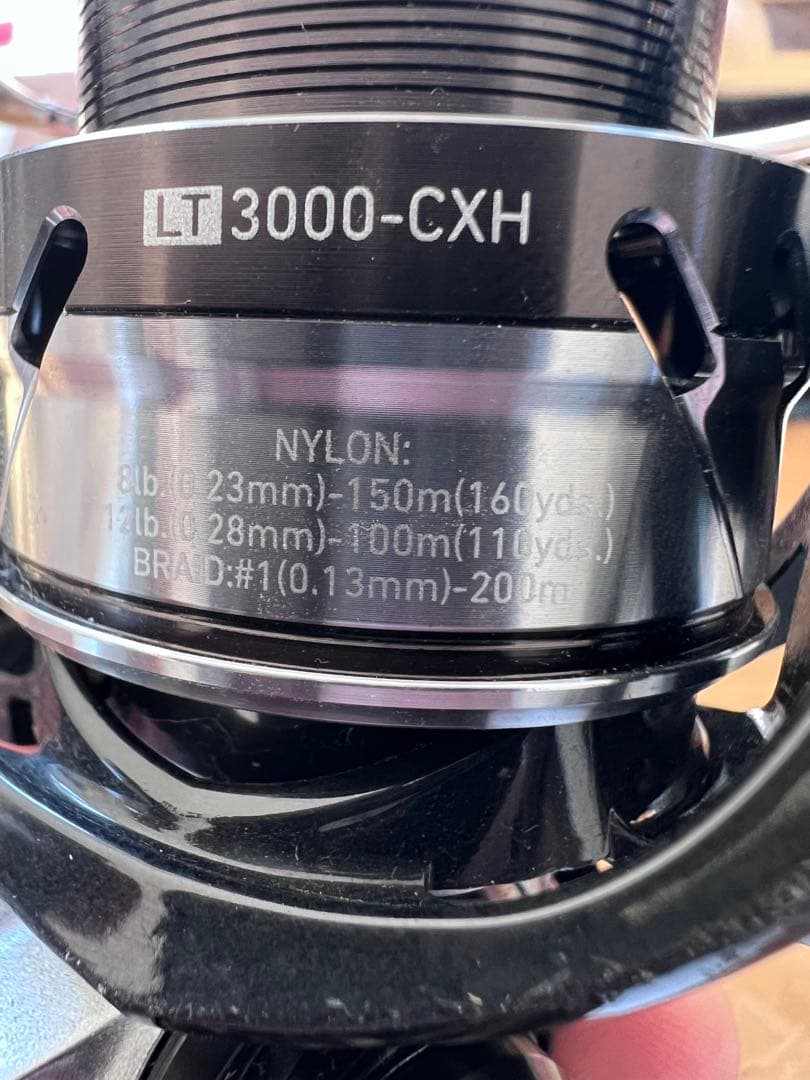 LT 3000-CXH
NYLON:
8lb.(0.23mm)-150m(160yds.)
12lb.(0.28mm)-100m(110yds.)
BRAID:#1(0.13mm)-200m